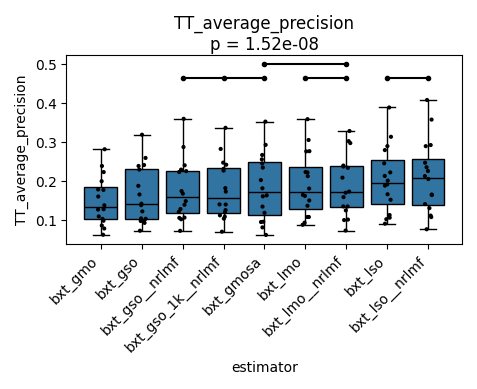 TT_average_precision
p = 1.52e-08
TT_average_precision
0.5
0.4
0.3
0.2
0.1
bxt_gmo
bxt_gso
bxt_gso__nrlmf
bxt_gso_1k__nrlmf
bxt_gmosa
bxt_lmo
bxt_lmo__nrlmf
bxt_lso
bxt_lso__nrlmf
estimator